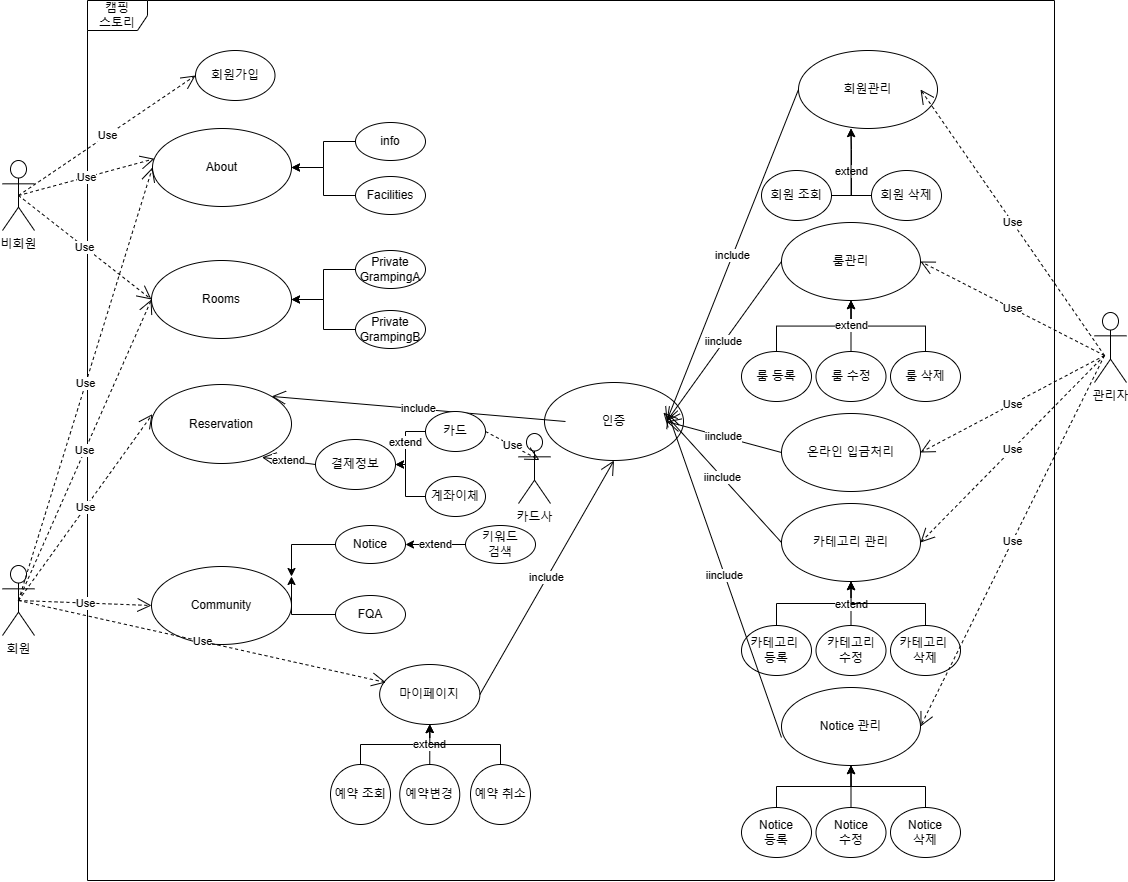 캠핑
스토리
회원가입
Use
About
info
Facilities
Use
비회원
Use
Rooms
Private
GrampingA
Private
GrampingB
Use
Reservation
include
카드
extend
결제정보
extend
계좌이체
Use
카드사
Use
Use
Notice
extend
키워드
검색
Community
FQA
Use
회원
Use
include
마이페이지
extend
예약 조회
예약변경
예약 취소
인증
회원관리
extend
회원 조회
회원 삭제
include
Use
룸관리
extend
iinclude
Use
룸 등록
룸 수정
룸 삭제
관리자
Use
온라인 입금처리
iinclude
Use
iinclude
카테고리 관리
Use
iinclude
extend
카테고리
등록
카테고리
수정
카테고리
삭제
Notice 관리
Notice
등록
Notice
수정
Notice
삭제